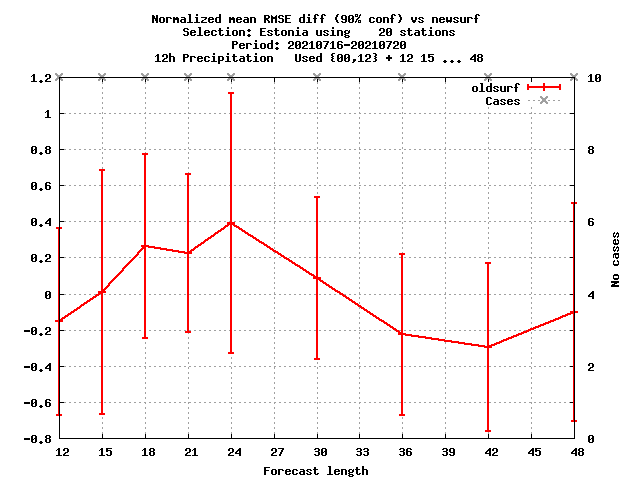 Normalized mean RMSE diff (90% conf) vs newsurf
Selection: Estonia using    20 stations
Period: 20210716-20210720
12h Precipitation   Used {00,12} + 12 15 ... 48
1.2
1
0.8
0.6
0.4
0.2
0
-0.2
-0.4
-0.6
-0.8
oldsurf
Cases
10
8
6
4
2
0
No cases
12 15 18 21 24 27 30 33 36 39 42 45 48
Forecast length